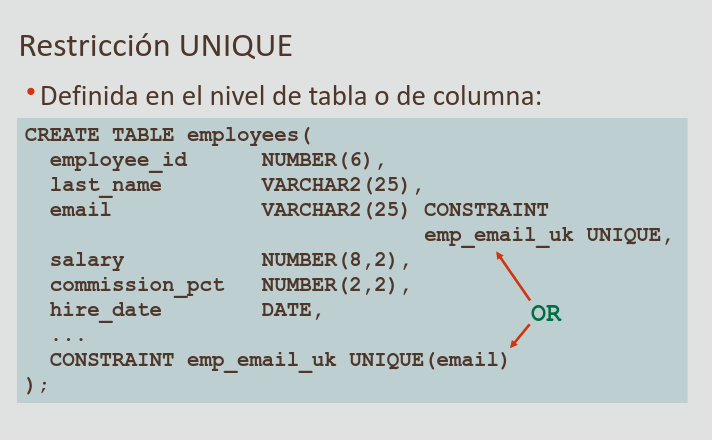 Restricción UNIQUE
• Definida en el nivel de tabla o de columna:
CREATE TABLE employees(
employee_id NUMBER(6),
last_name VARCHAR2(25),
email VARCHAR2(25) CONSTRAINT
emp_email_uk UNIQUE,
salary NUMBER(8,2),
commission_pct NUMBER(2,2),
hire_date DATE,
OR
...
CONSTRAINT emp_email_uk UNIQUE(email)
);